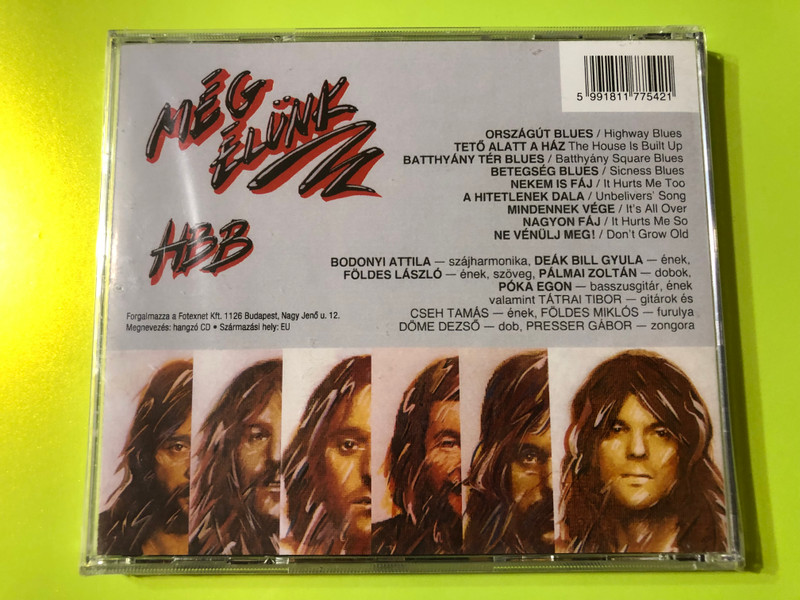 MÉG
ÉLÜNK
HBB
5 991811 775421
ORSZÁGÚT BLUES / Highway Blues
TETŐ ALATT A HÁZ The House Is Built Up
BATTHYÁNY TÉR BLUES / Batthyány Square Blues
BETEGSÉG BLUES / Sicness Blues
NEKEM IS FÁJ / It Hurts Me Too
A HITETLENEK DALA / Unbelivers' Song
MINDENNEK VÉGE / It's All Over
NAGYON FÁJ / It Hurts Me So
NE VÉNÜLJ MEG! / Don't Grow Old
BODONYI ATTILA — szájharmonika, DEÁK BILL GYULA — ének,
FÖLDES LÁSZLÓ — ének, szöveg, PÁLMAI ZOLTÁN — dobok,
PÓKA EGON — basszusgitár, ének
valamint TÁTRAI TIBOR — gitárok és
CSEH TAMÁS — ének, FÖLDES MIKLÓS — furulya
DÖME DEZSŐ — dob, PRESSER GÁBOR — zongora
Forgalmazza a Fotexnet Kft. 1126 Budapest, Nagy Jenő u. 12.
Megnevezés: hangzó CD • Származási hely: EU